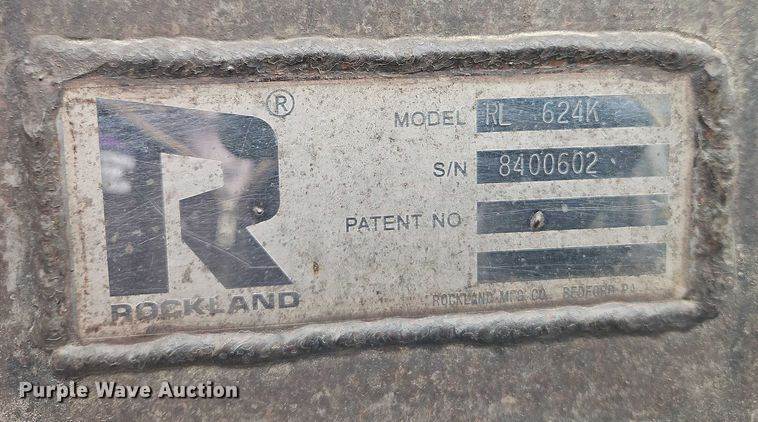 R®
ROCKLAND
MODEL RL 624K
S/N 8400602
PATENT NO
ROCKLAND MFG CO. BEDFORD PA
Purple Wave Auction